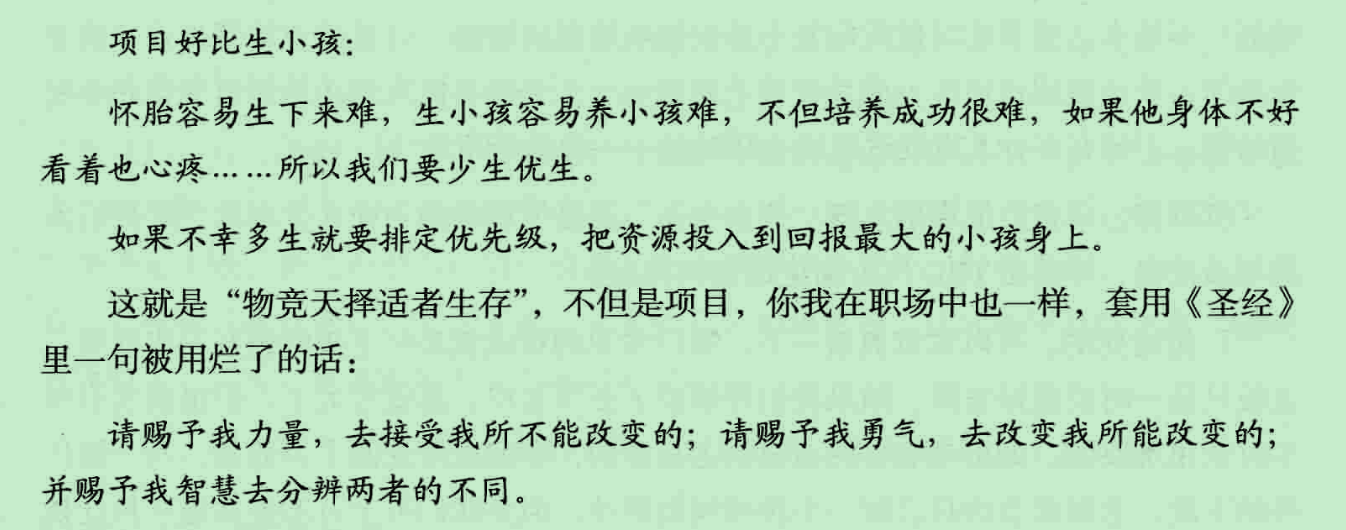 项目好比生小孩:
怀胎容易生下来难，生小孩容易养小孩难，不但培养成功很难，如果他身体不好
看着也心疼……所以我们要少生优生。
如果不幸多生就要排定优先级，把资源投入到回报最大的小孩身上。
这就是“物竞天择适者生存”，不但是项目，你我在职场中也一样，套用《圣经》
里一句被用烂了的话:
请赐予我力量，去接受我所不能改变的；请赐予我勇气，去改变我所能改变的；
并赐予我智慧去分辨两者的不同。